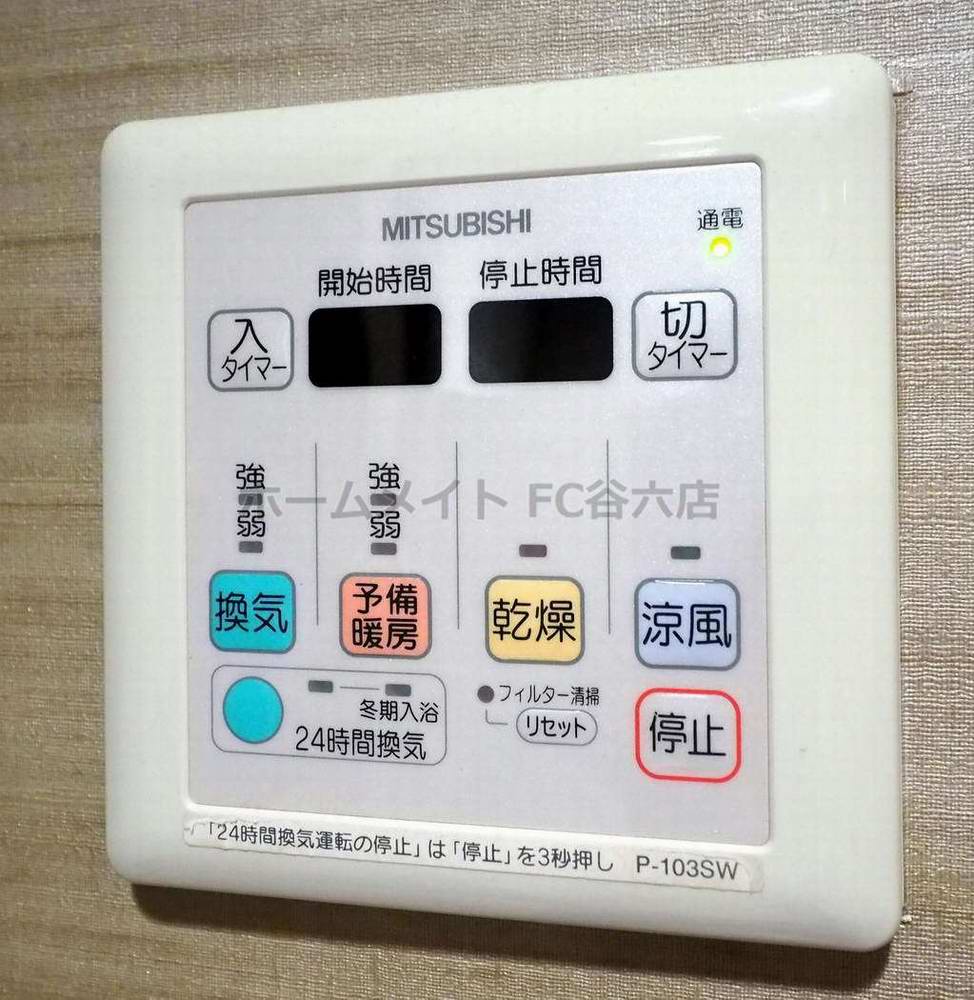 MITSUBISHI
通電
開始時間 停止時間
入
タイマー
切
タイマー
強 強
ホームメイト FC谷六店
弱 弱
換気
予備
暖房
乾燥
涼風
冬期入浴
24時間換気
フィルター清掃
リセット
停止
「24時間換気運転の停止」は「停止」を3秒押し P-103SW